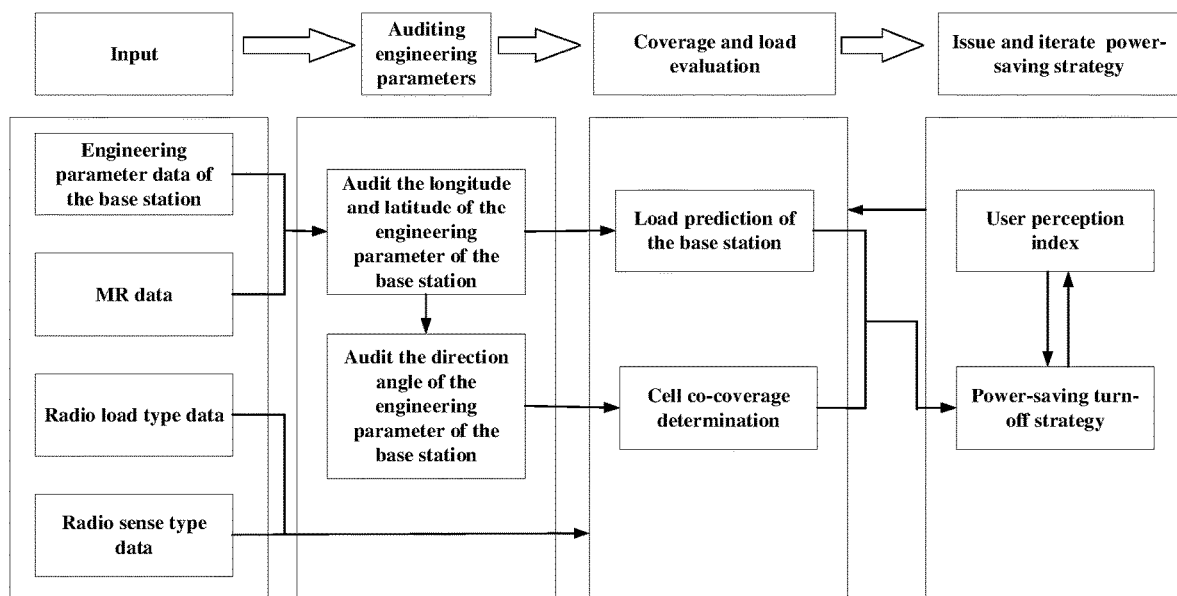 Input
Auditing
engineering
parameters
Coverage and load
evaluation
Issue and iterate power-
saving strategy
Engineering
parameter data of
the base station
MR data
Radio load type data
Radio sense type
data
Audit the longitude
and latitude of the
engineering
parameter of the
base station
Audit the direction
angle of the
engineering
parameter of the
base station
Load prediction of
the base station
Cell co-coverage
determination
User perception
index
Power-saving turn-
off strategy